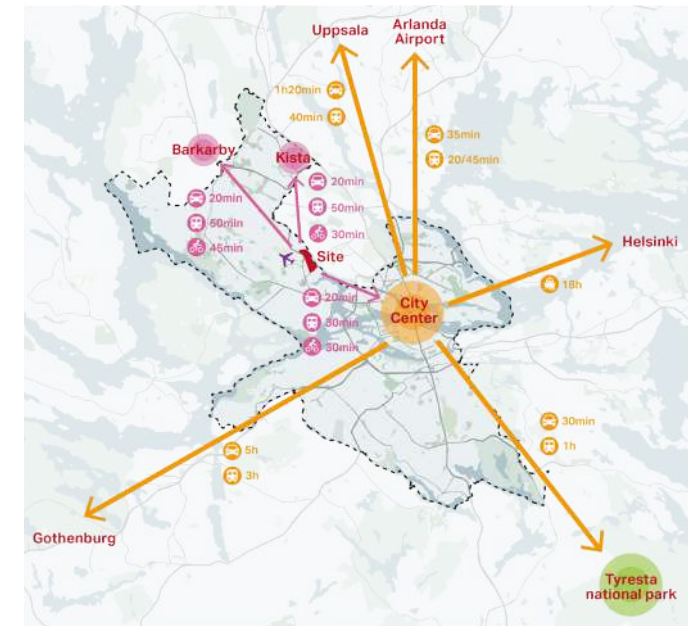 Uppsala
Arlanda
Airport
1h20min
40min
35min
20/45min
Barkarby
Kista
20min
50min
45min
20min
50min
30min
Site
20min
30min
30min
City
Center
Helsinki
18h
30min
1h
5h
3h
Gothenburg
Tyresta
national park